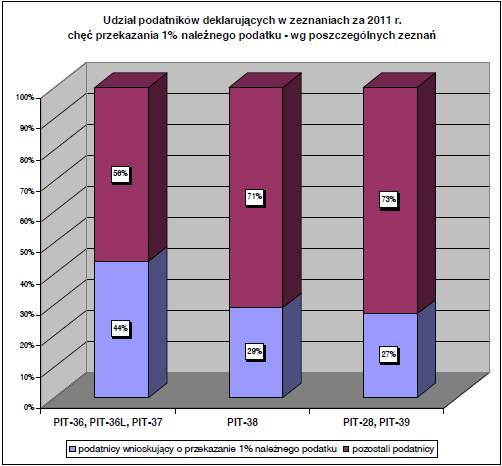 Udział podatników deklarujących w zeznaniach za 2011 r.
chęć przekazania 1% należnego podatku - wg poszczególnych zeznań
100%
90%
80%
70%
60%
50%
40%
30%
20%
10%
0%
56% 71% 73%
44% 29% 27%
PIT-36, PIT-36L, PIT-37 PIT-38 PIT-28, PIT-39
podatnicy wnioskujący o przekazanie 1% należnego podatku pozostali podatnicy